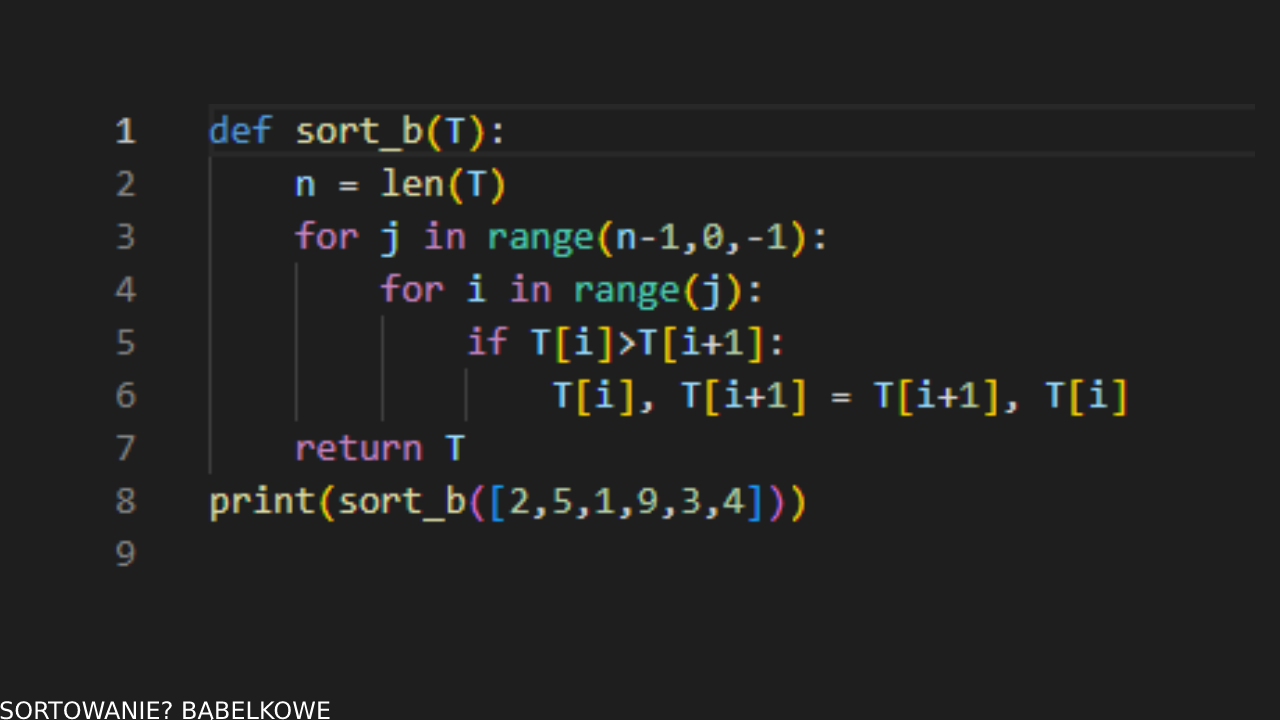 1 def sort_b(T):
2     n = len(T)
3     for j in range(n-1,0,-1):
4         for i in range(j):
5             if T[i]>T[i+1]:
6                 T[i], T[i+1] = T[i+1], T[i]
7     return T
8 print(sort_b([2,5,1,9,3,4]))
9
SORTOWANIE? BABELKOWE